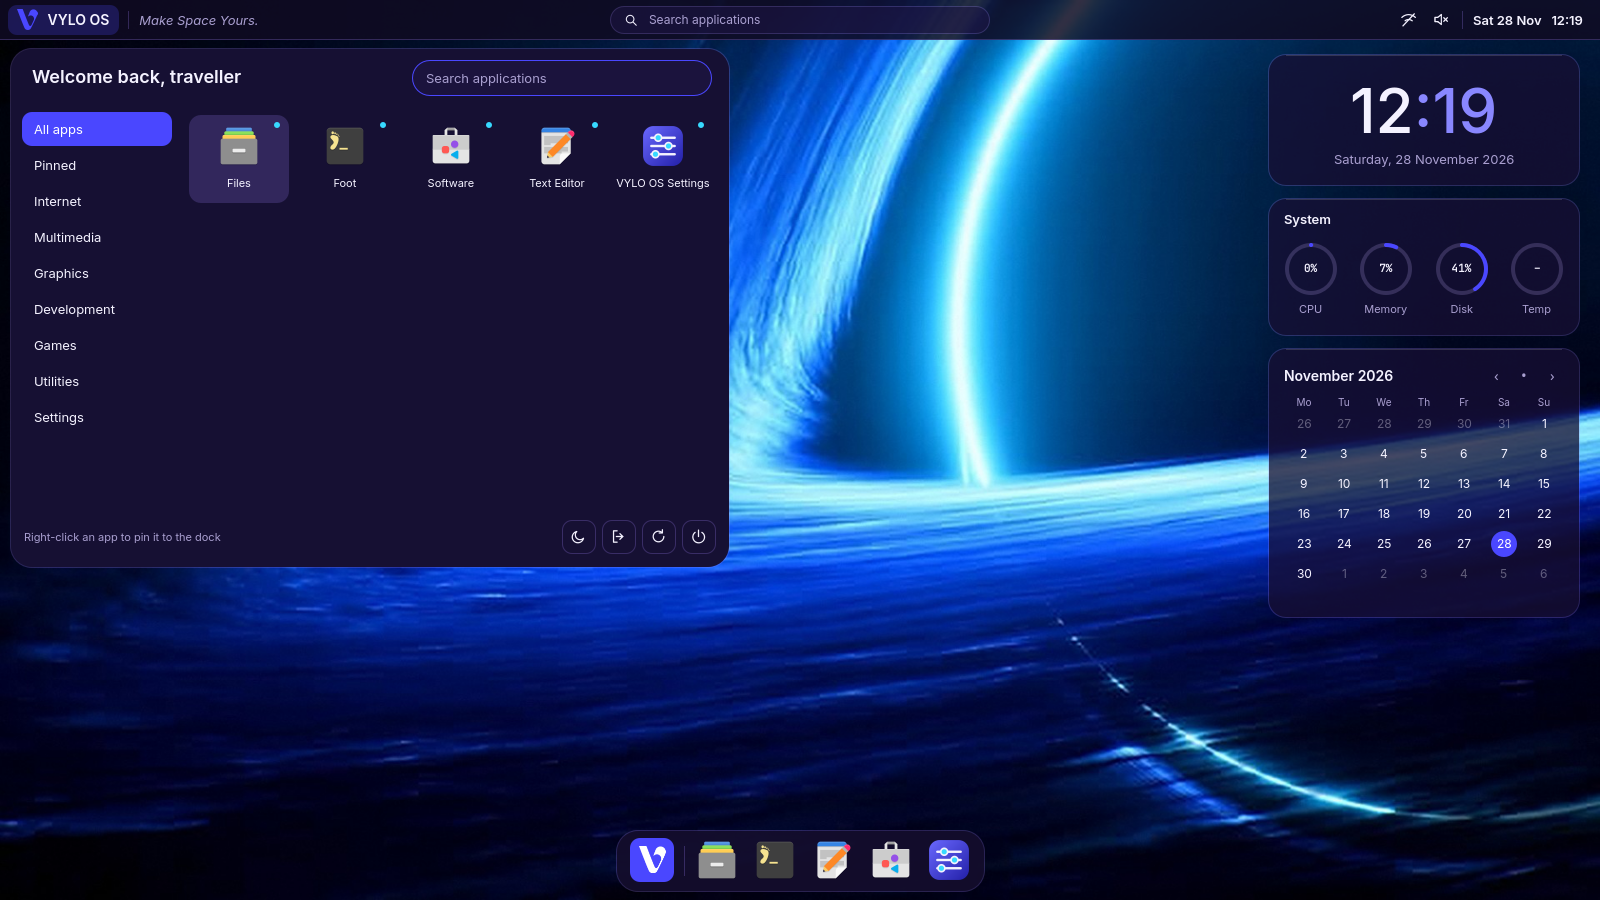 VYLO OS
Make Space Yours.
Search applications
Sat 28 Nov 12:19
Welcome back, traveller
Search applications
All apps
Pinned
Internet
Multimedia
Graphics
Development
Games
Utilities
Settings
Files
Foot
Software
Text Editor
VYLO OS Settings
Right-click an app to pin it to the dock
12:19
Saturday, 28 November 2026
System
0% 7% 41% –
CPU Memory Disk Temp
November 2026
Mo Tu We Th Fr Sa Su
26 27 28 29 30 31 1
2 3 4 5 6 7 8
9 10 11 12 13 14 15
16 17 18 19 20 21 22
23 24 25 26 27 28 29
30 1 2 3 4 5 6